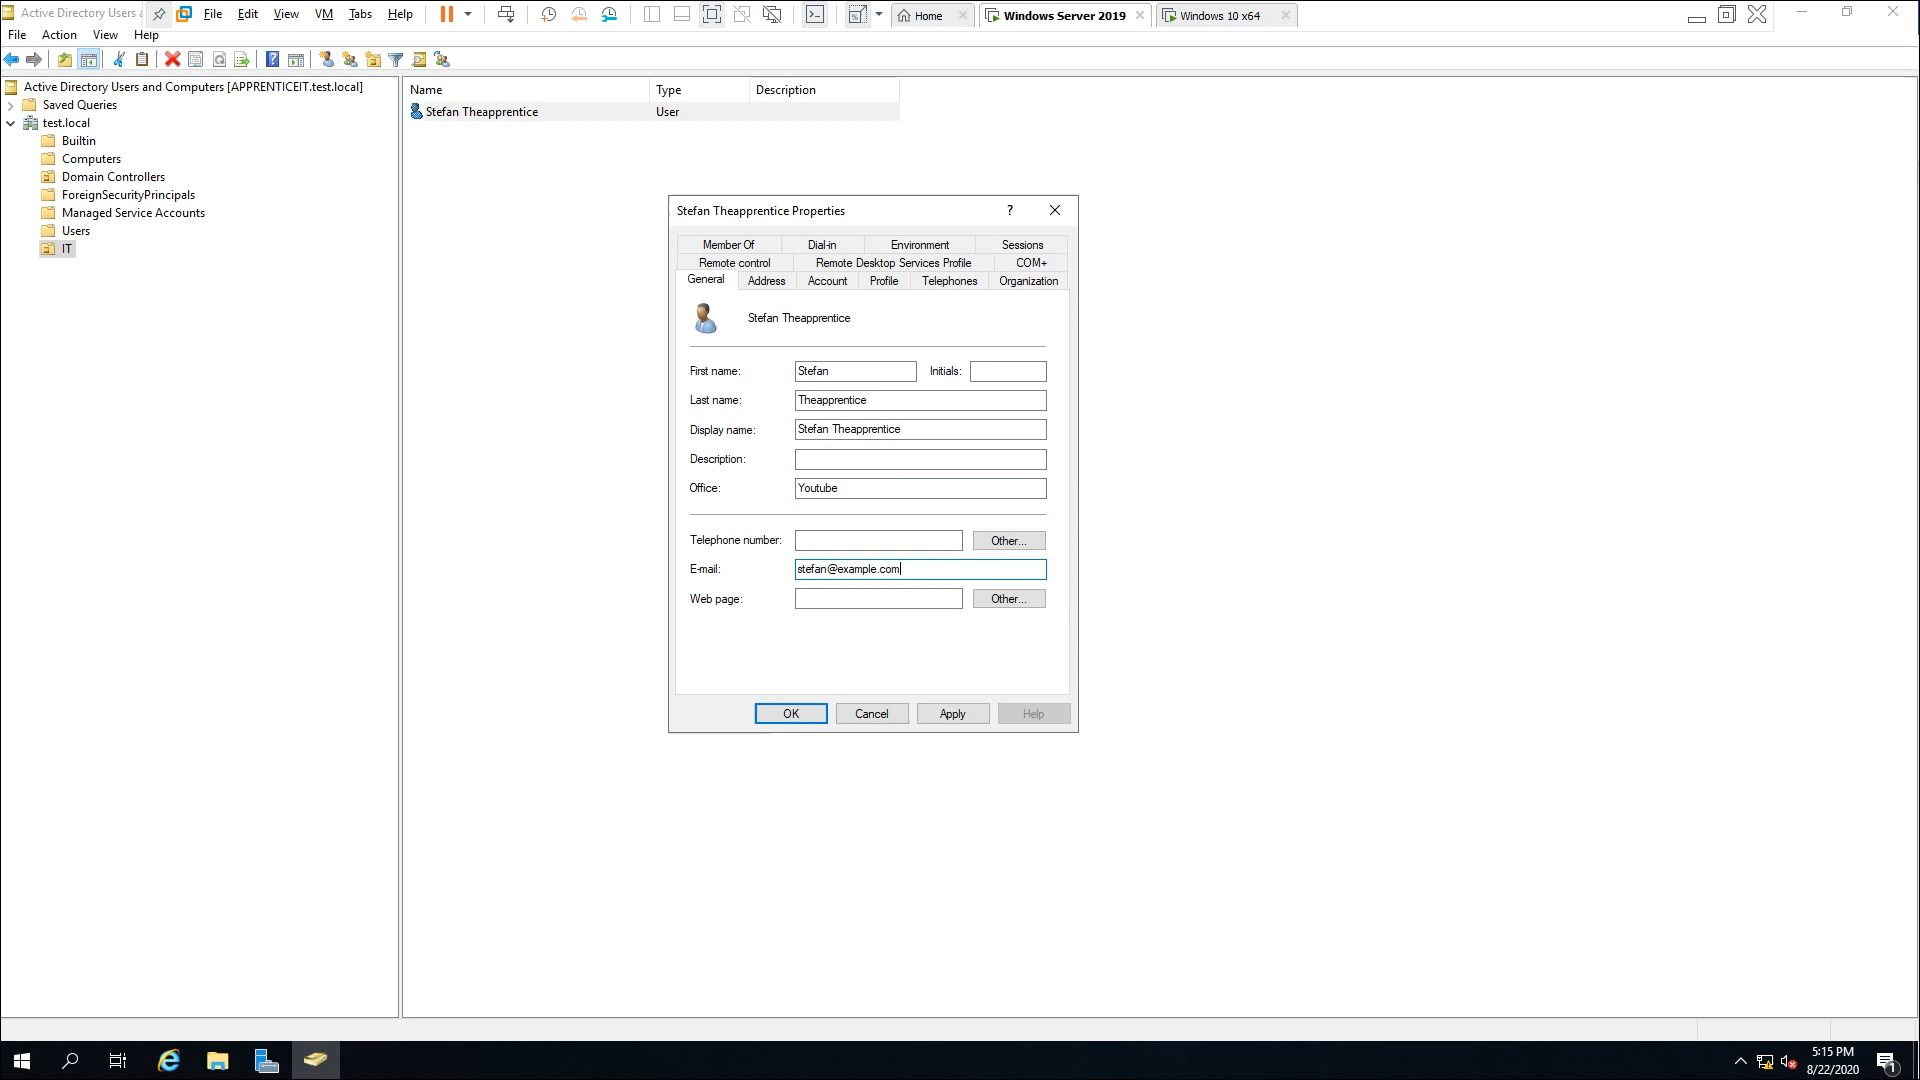 Active Directory Users a
File Edit View VM Tabs Help
Home
Windows Server 2019
Windows 10 x64
File Action View Help
Active Directory Users and Computers [APPRENTICEIT.test.local]
Saved Queries
test.local
Builtin
Computers
Domain Controllers
ForeignSecurityPrincipals
Managed Service Accounts
Users
IT
Name Type Description
Stefan Theapprentice User
Stefan Theapprentice Properties
?
Member Of Dial-in Environment Sessions
Remote control Remote Desktop Services Profile COM+
General Address Account Profile Telephones Organization
Stefan Theapprentice
First name: Stefan Initials:
Last name: Theapprentice
Display name: Stefan Theapprentice
Description:
Office: Youtube
Telephone number: Other...
E-mail: stefan@example.com
Web page: Other...
OK Cancel Apply Help
5:15 PM
8/22/2020
1